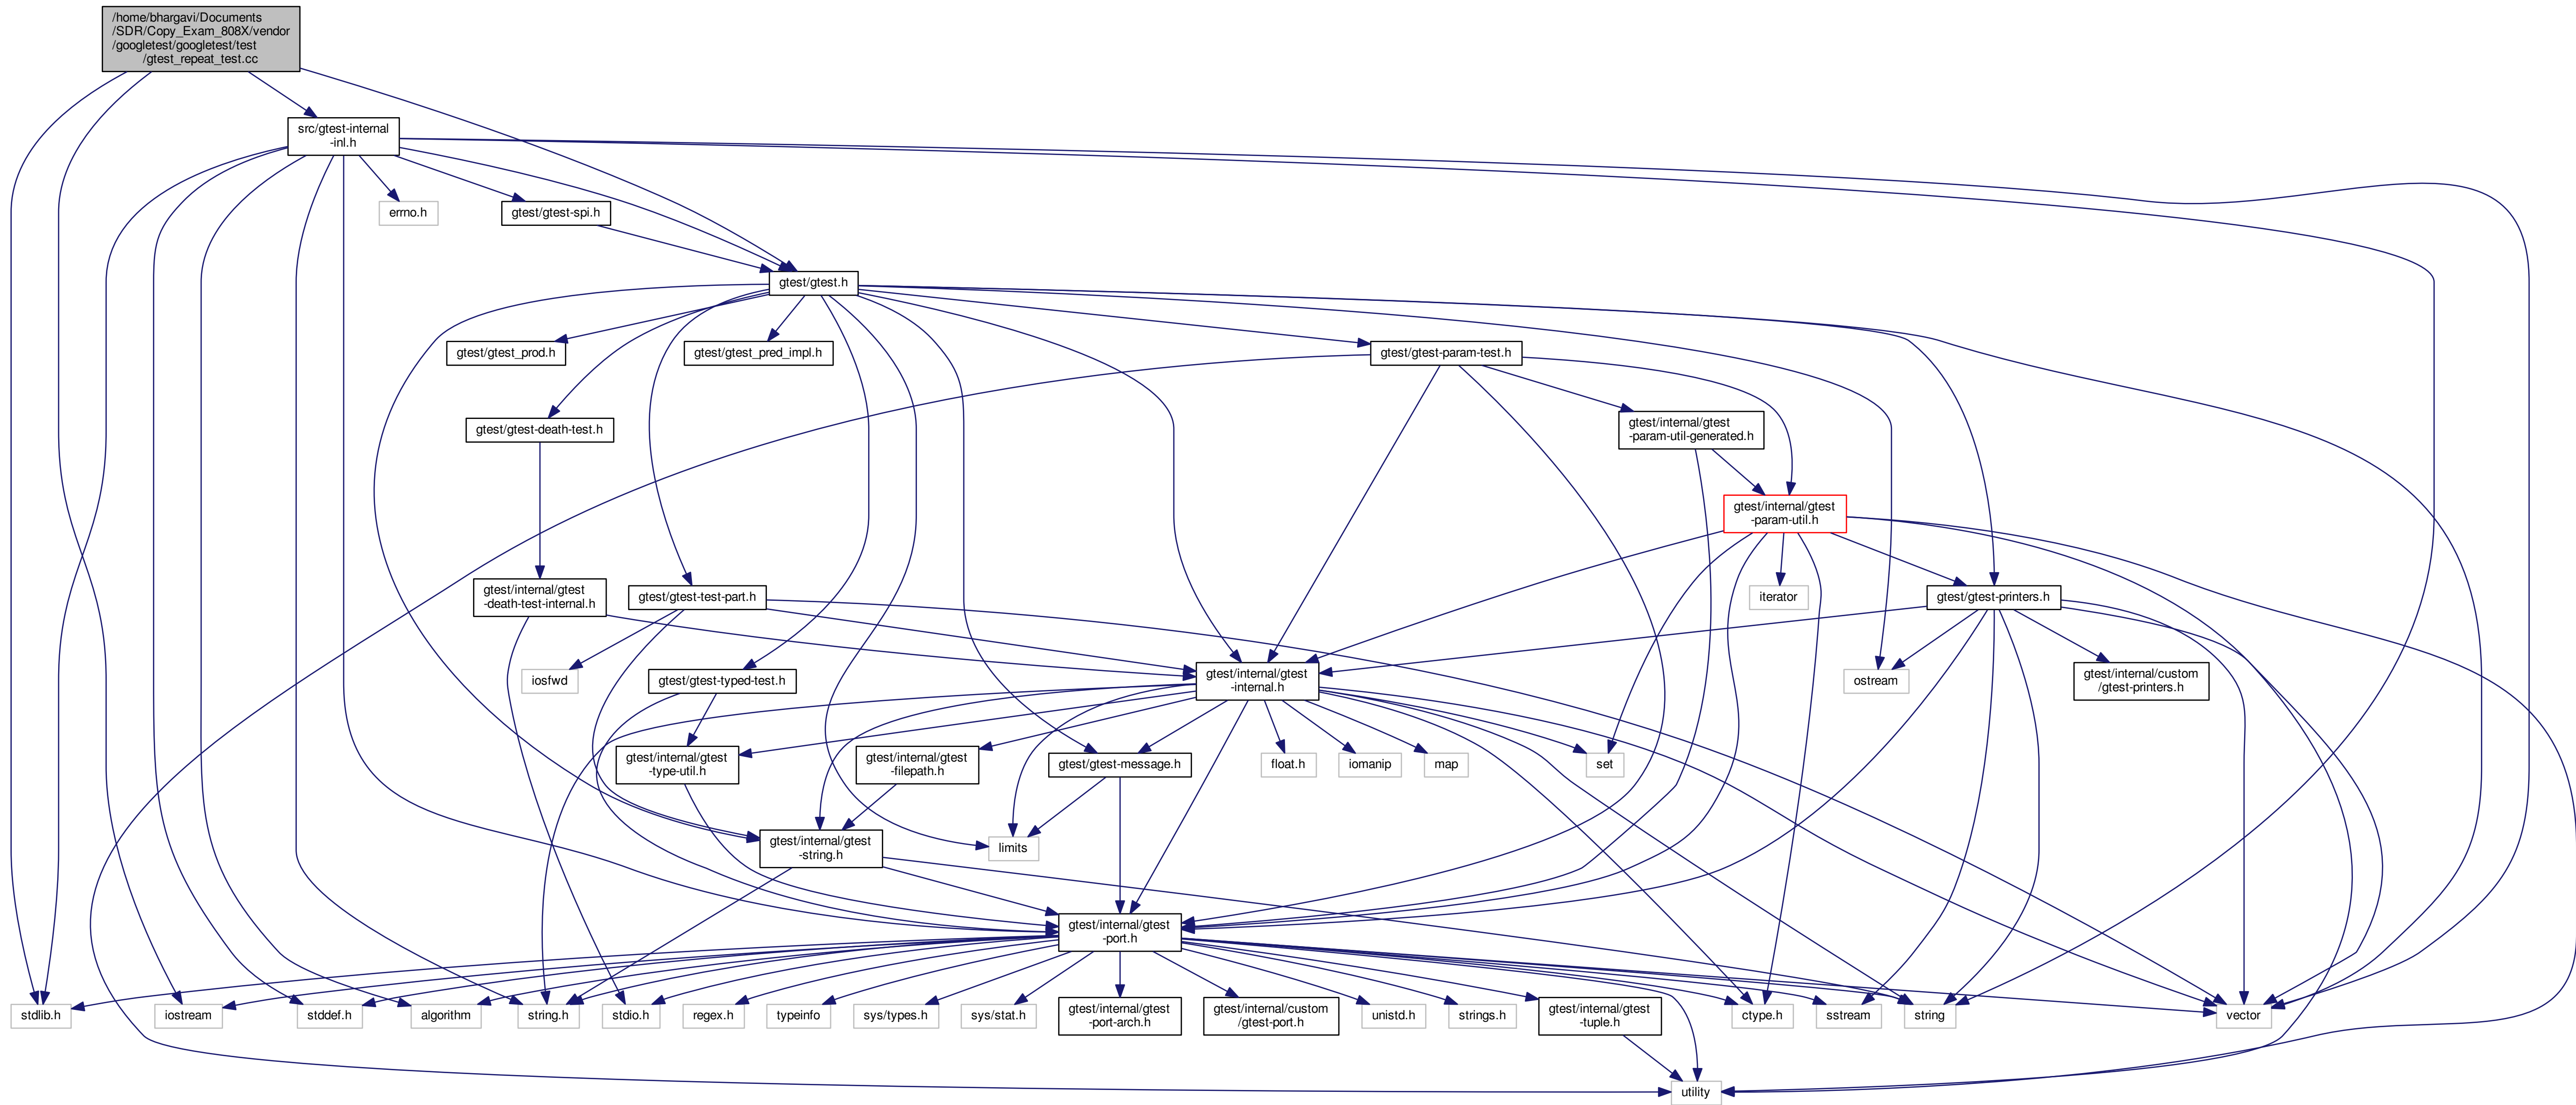 /home/bhargavi/Documents
/SDR/Copy_Exam_808X/vendor
/googletest/googletest/test
/gtest_repeat_test.cc
src/gtest-internal
-inl.h
errno.h
gtest/gtest-spi.h
gtest/gtest.h
gtest/gtest_prod.h
gtest/gtest_pred_impl.h
gtest/gtest-param-test.h
gtest/gtest-death-test.h
gtest/internal/gtest
-param-util-generated.h
gtest/internal/gtest
-param-util.h
gtest/internal/gtest
-death-test-internal.h
gtest/gtest-test-part.h
iterator
gtest/gtest-printers.h
iosfwd
gtest/gtest-typed-test.h
gtest/internal/gtest
-internal.h
ostream
gtest/internal/custom
/gtest-printers.h
gtest/internal/gtest
-type-util.h
gtest/internal/gtest
-filepath.h
gtest/gtest-message.h
float.h
iomanip
map
set
gtest/internal/gtest
-string.h
limits
gtest/internal/gtest
-port.h
stdlib.h
iostream
stddef.h
algorithm
string.h
stdio.h
regex.h
typeinfo
sys/types.h
sys/stat.h
gtest/internal/gtest
-port-arch.h
gtest/internal/custom
/gtest-port.h
unistd.h
strings.h
gtest/internal/gtest
-tuple.h
ctype.h
sstream
string
vector
utility